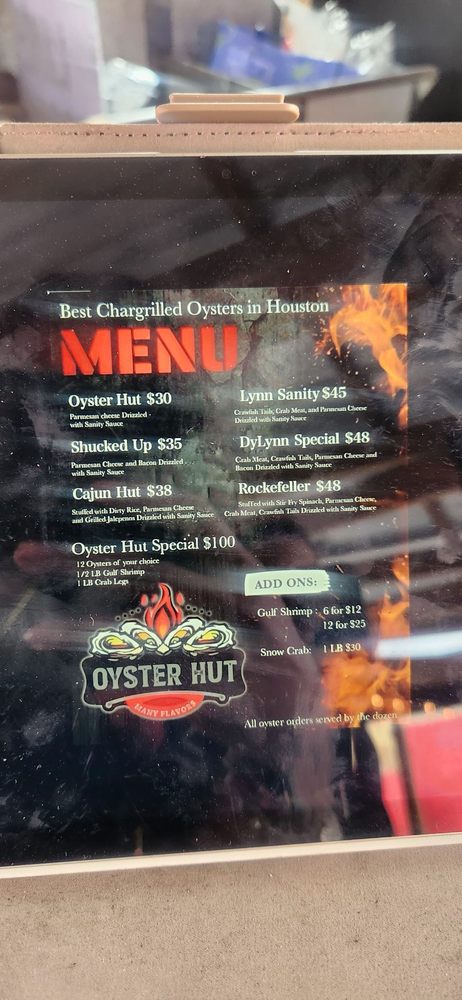 Best Chargrilled Oysters in Houston
MENU
Oyster Hut $30
Parmesan cheese Drizzled
with Sanity Sauce
Shucked Up $35
Parmesan Cheese and Bacon Drizzled
with Sanity Sauce
Cajun Hut $38
Stuffed with Dirty Rice, Parmesan Cheese
and Grilled Jalepenos Drizzled with Sanity Sauce
Lynn Sanity $45
Crawfish Tails, Crab Meat, and Parmesan Cheese
Drizzled with Sanity Sauce
DyLynn Special $48
Crab Meat, Crawfish Tails, Parmesan Cheese and
Bacon Drizzled with Sanity Sauce
Rockefeller $48
Stuffed with Stir Fry Spinach, Parmesan Cheese,
Crab Meat, Crawfish Tails Drizzled with Sanity Sauce
Oyster Hut Special $100
12 Oysters of your choice
1/2 LB Gulf Shrimp
1 LB Crab Legs
ADD ONS:
Gulf Shrimp : 6 for $12
12 for $25
Snow Crab: 1 LB $30
OYSTER HUT
MANY FLAVORS
All oyster orders served by the dozen